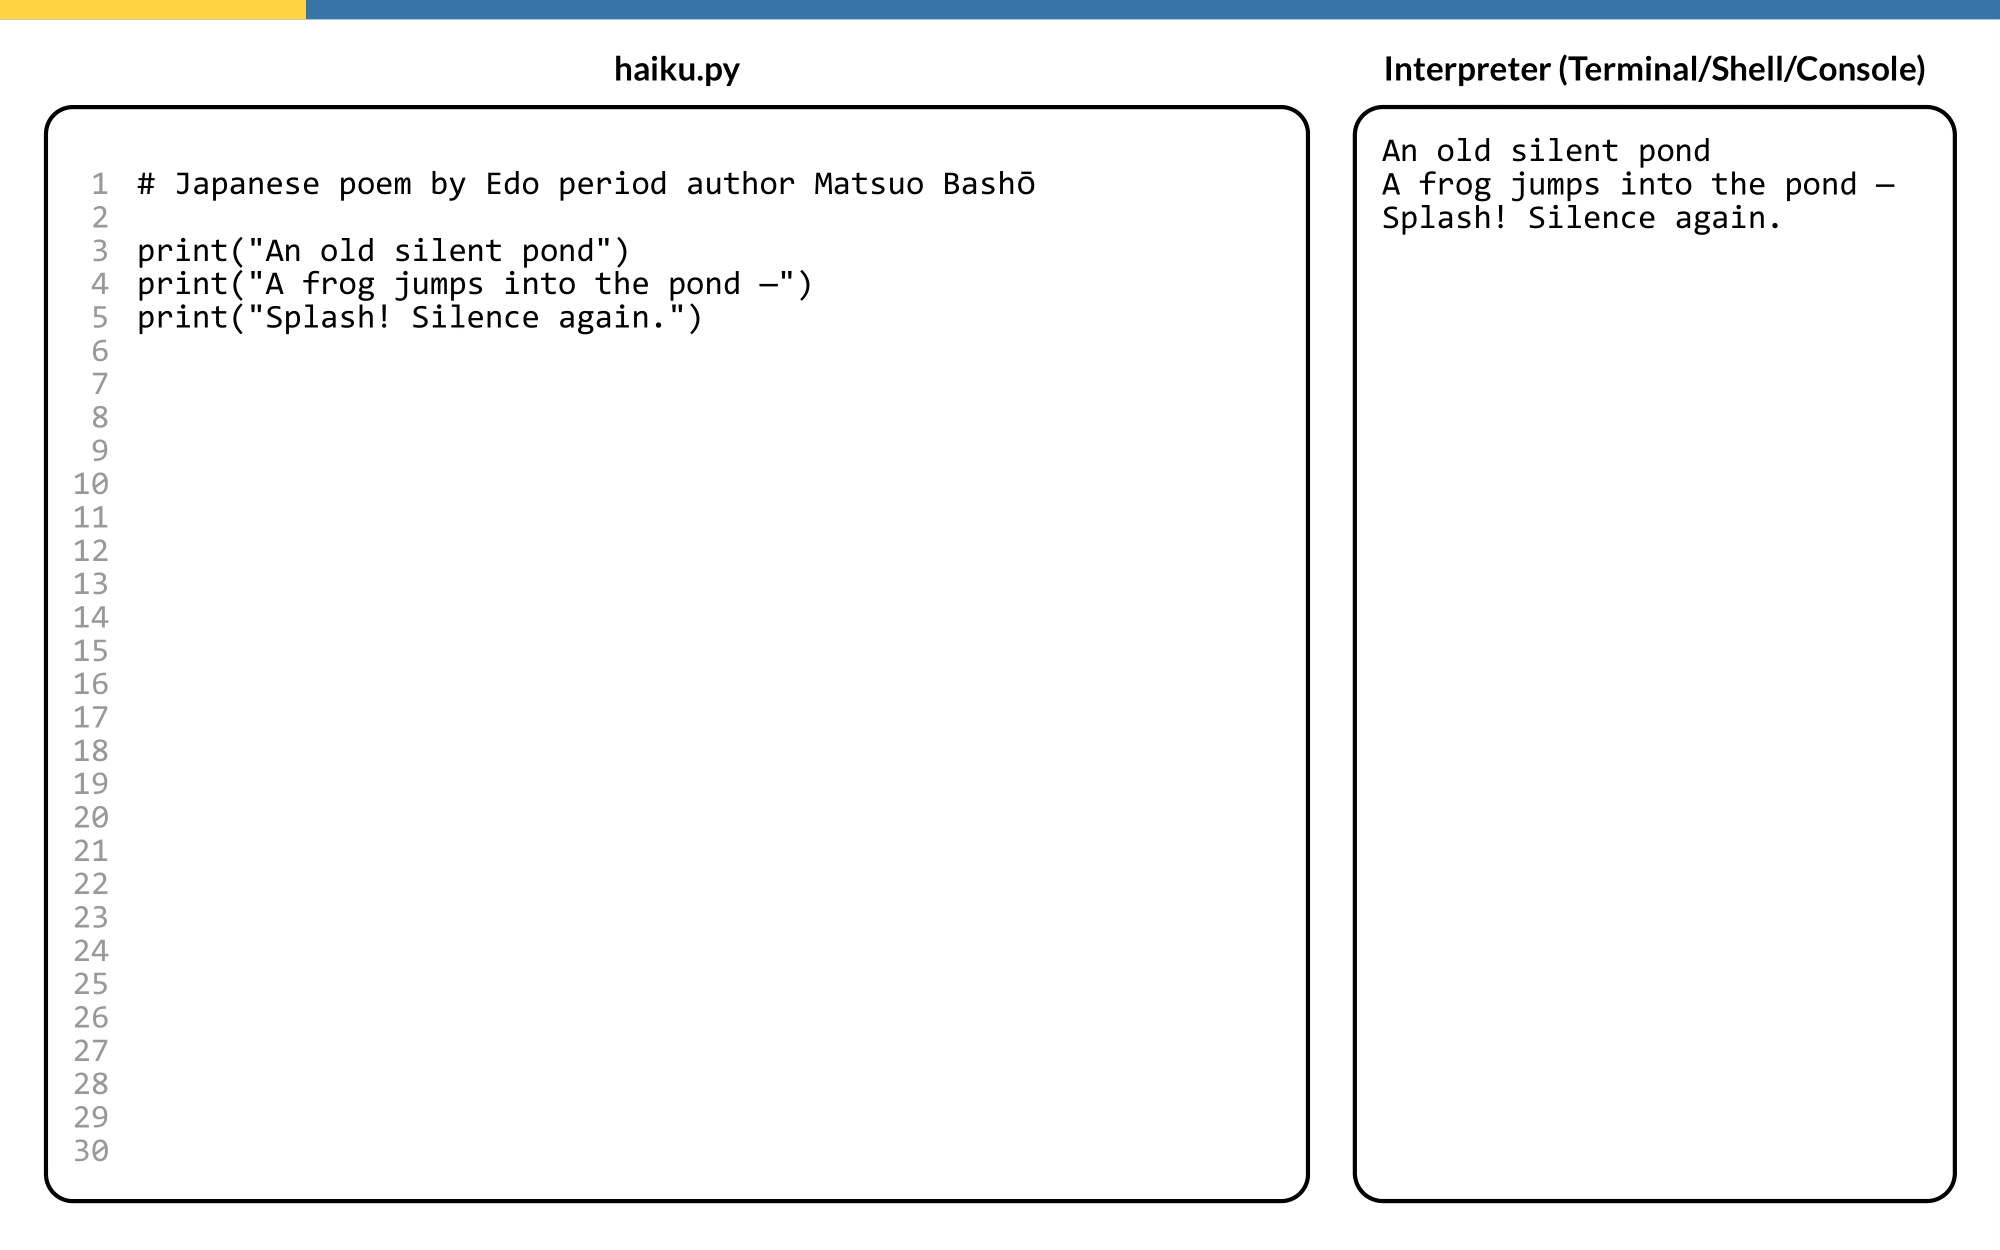 haiku.py
1 # Japanese poem by Edo period author Matsuo Bashō
2
3 print("An old silent pond")
4 print("A frog jumps into the pond —")
5 print("Splash! Silence again.")
6
7
8
9
10
11
12
13
14
15
16
17
18
19
20
21
22
23
24
25
26
27
28
29
30
Interpreter (Terminal/Shell/Console)
An old silent pond
A frog jumps into the pond —
Splash! Silence again.